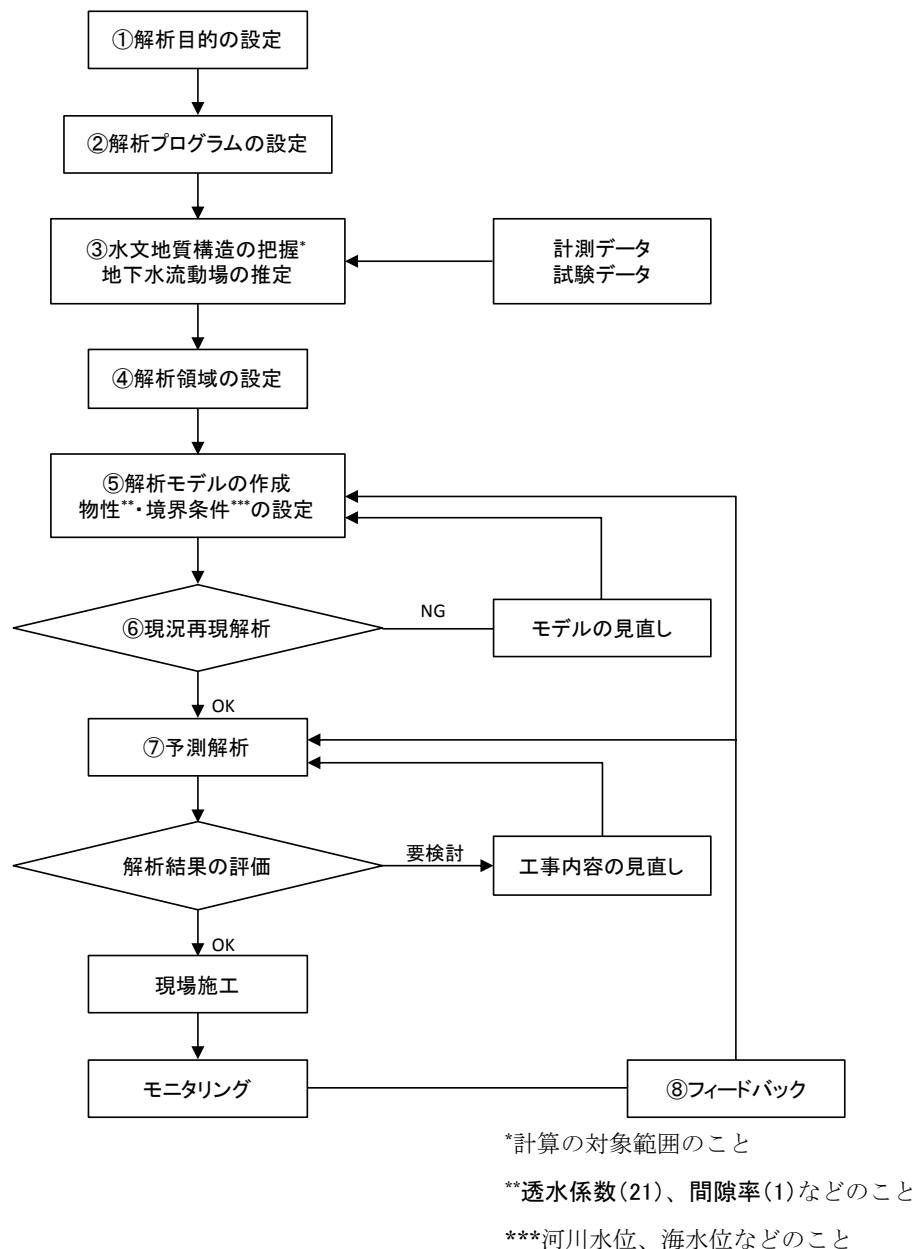 ①解析目的の設定
②解析プログラムの設定
③水文地質構造の把握*
地下水流動場の推定
計測データ
試験データ
④解析領域の設定
⑤解析モデルの作成
物性**・境界条件***の設定
⑥現況再現解析
NG
モデルの見直し
OK
⑦予測解析
解析結果の評価
要検討
工事内容の見直し
OK
現場施工
モニタリング
⑧フィードバック
*計算の対象範囲のこと
**透水係数(21)、間隙率(1)などのこと
***河川水位、海水位などのこと